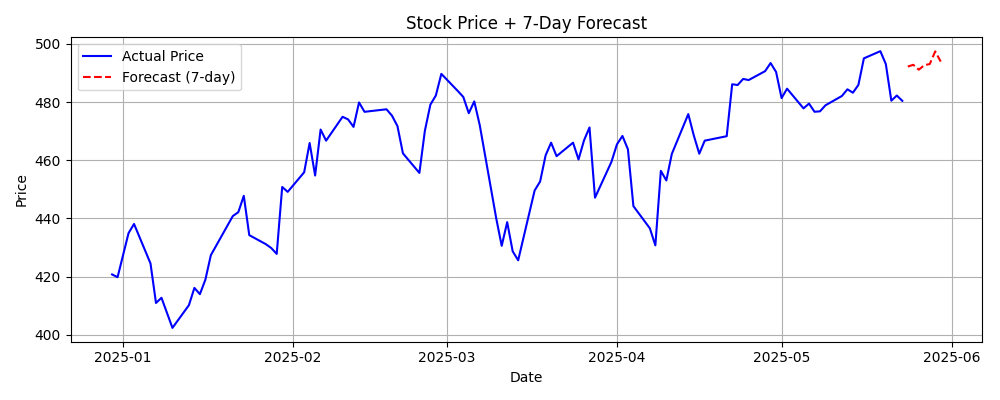 Stock Price + 7-Day Forecast
Actual Price
Forecast (7-day)
500
480
460
440
420
400
Price
2025-01
2025-02
2025-03
2025-04
2025-05
2025-06
Date